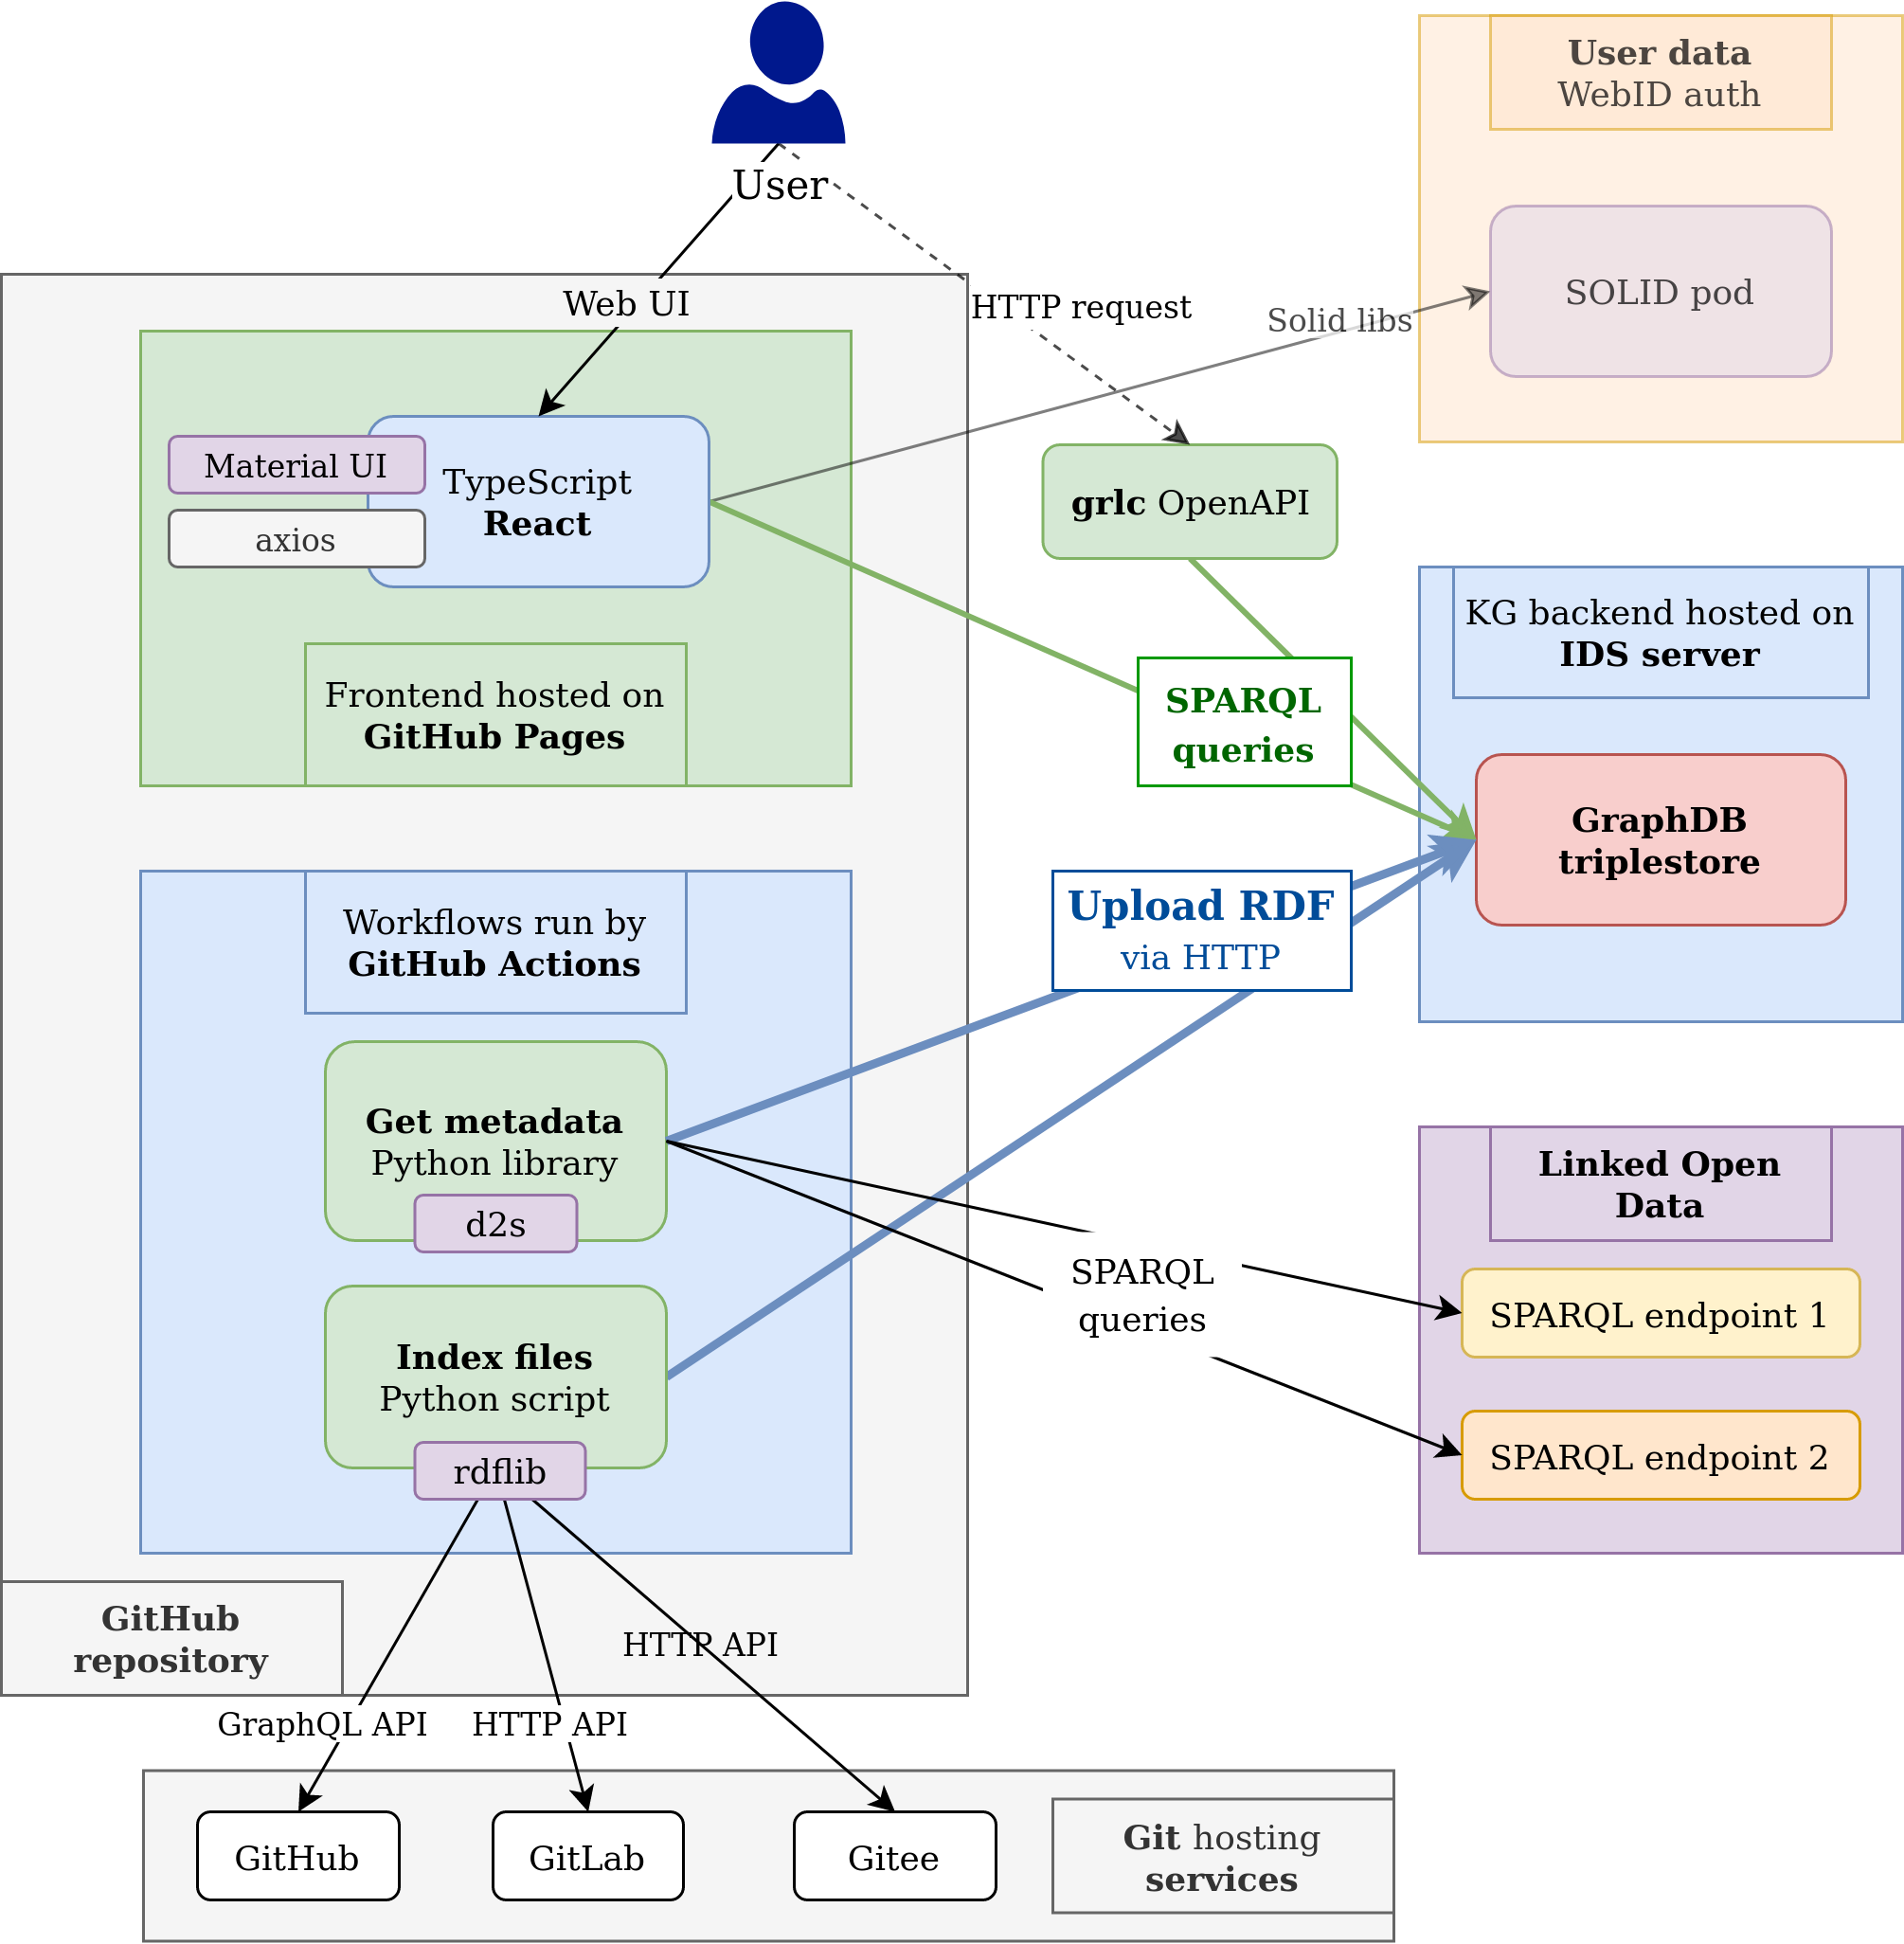 User
User data
WebID auth
SOLID pod
Web UI
HTTP request
Solid libs
Material UI
axios
TypeScript
React
grlc OpenAPI
Frontend hosted on
GitHub Pages
SPARQL
queries
KG backend hosted on
IDS server
GraphDB
triplestore
Workflows run by
GitHub Actions
Upload RDF
via HTTP
Get metadata
Python library
d2s
Index files
Python script
rdflib
SPARQL
queries
Linked Open
Data
SPARQL endpoint 1
SPARQL endpoint 2
GitHub
repository
HTTP API
GraphQL API
HTTP API
GitHub
GitLab
Gitee
Git hosting
services